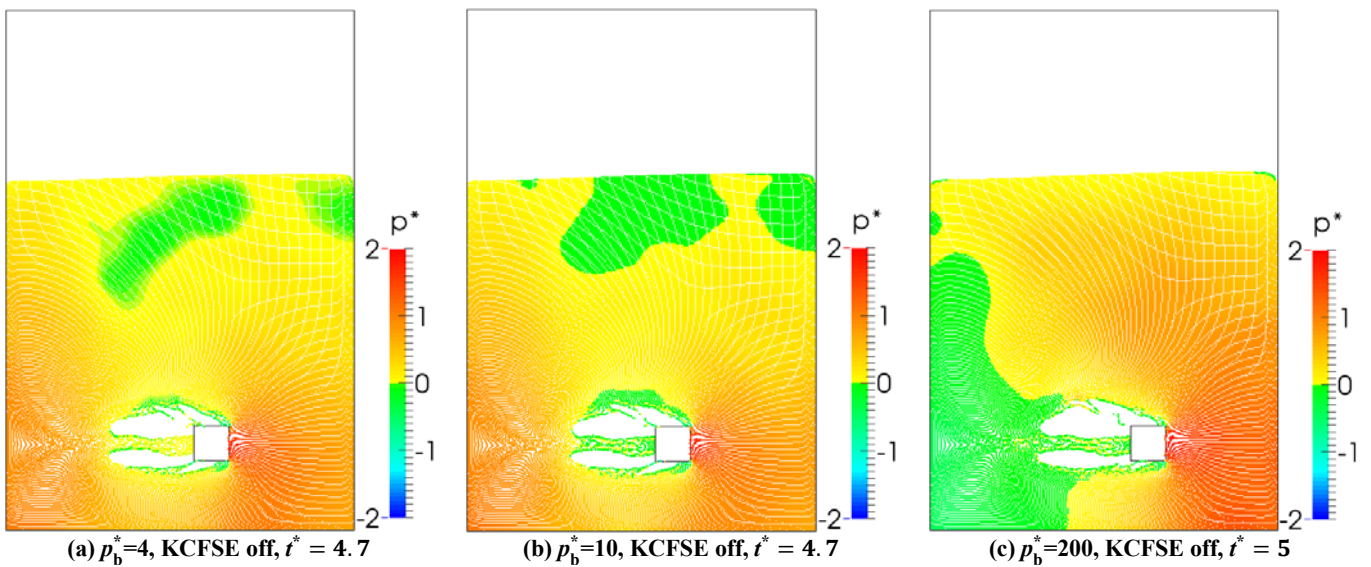 p*
2
1
0
-1
-2
(a) p*b=4, KCFSE off, t* = 4.7
p*
2
1
0
-1
-2
(b) p*b=10, KCFSE off, t* = 4.7
p*
2
1
0
-1
-2
(c) p*b=200, KCFSE off, t* = 5